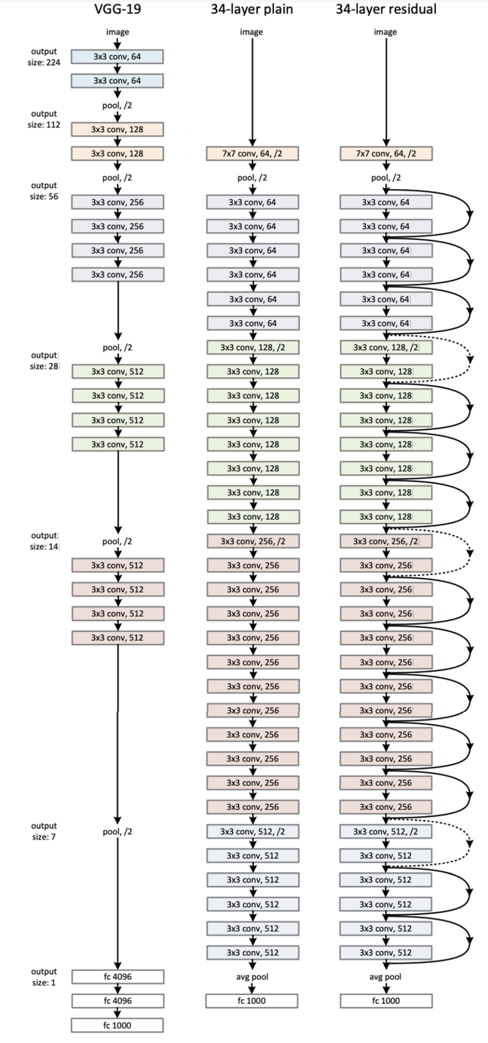 VGG-19
34-layer plain
34-layer residual
output
size: 224
output
size: 112
output
size: 56
output
size: 28
output
size: 14
output
size: 7
output
size: 1
image
3x3 conv, 64
3x3 conv, 64
pool, /2
3x3 conv, 128
3x3 conv, 128
pool, /2
3x3 conv, 256
3x3 conv, 256
3x3 conv, 256
3x3 conv, 256
pool, /2
3x3 conv, 512
3x3 conv, 512
3x3 conv, 512
3x3 conv, 512
pool, /2
3x3 conv, 512
3x3 conv, 512
3x3 conv, 512
3x3 conv, 512
pool, /2
fc 4096
fc 4096
fc 1000
image
7x7 conv, 64, /2
pool, /2
3x3 conv, 64
3x3 conv, 64
3x3 conv, 64
3x3 conv, 64
3x3 conv, 64
3x3 conv, 64
3x3 conv, 128, /2
3x3 conv, 128
3x3 conv, 128
3x3 conv, 128
3x3 conv, 128
3x3 conv, 128
3x3 conv, 128
3x3 conv, 128
3x3 conv, 256, /2
3x3 conv, 256
3x3 conv, 256
3x3 conv, 256
3x3 conv, 256
3x3 conv, 256
3x3 conv, 256
3x3 conv, 256
3x3 conv, 256
3x3 conv, 256
3x3 conv, 256
3x3 conv, 256
3x3 conv, 512, /2
3x3 conv, 512
3x3 conv, 512
3x3 conv, 512
3x3 conv, 512
3x3 conv, 512
avg pool
fc 1000
image
7x7 conv, 64, /2
pool, /2
3x3 conv, 64
3x3 conv, 64
3x3 conv, 64
3x3 conv, 64
3x3 conv, 64
3x3 conv, 64
3x3 conv, 128, /2
3x3 conv, 128
3x3 conv, 128
3x3 conv, 128
3x3 conv, 128
3x3 conv, 128
3x3 conv, 128
3x3 conv, 128
3x3 conv, 256, /2
3x3 conv, 256
3x3 conv, 256
3x3 conv, 256
3x3 conv, 256
3x3 conv, 256
3x3 conv, 256
3x3 conv, 256
3x3 conv, 256
3x3 conv, 256
3x3 conv, 256
3x3 conv, 256
3x3 conv, 512, /2
3x3 conv, 512
3x3 conv, 512
3x3 conv, 512
3x3 conv, 512
3x3 conv, 512
avg pool
fc 1000